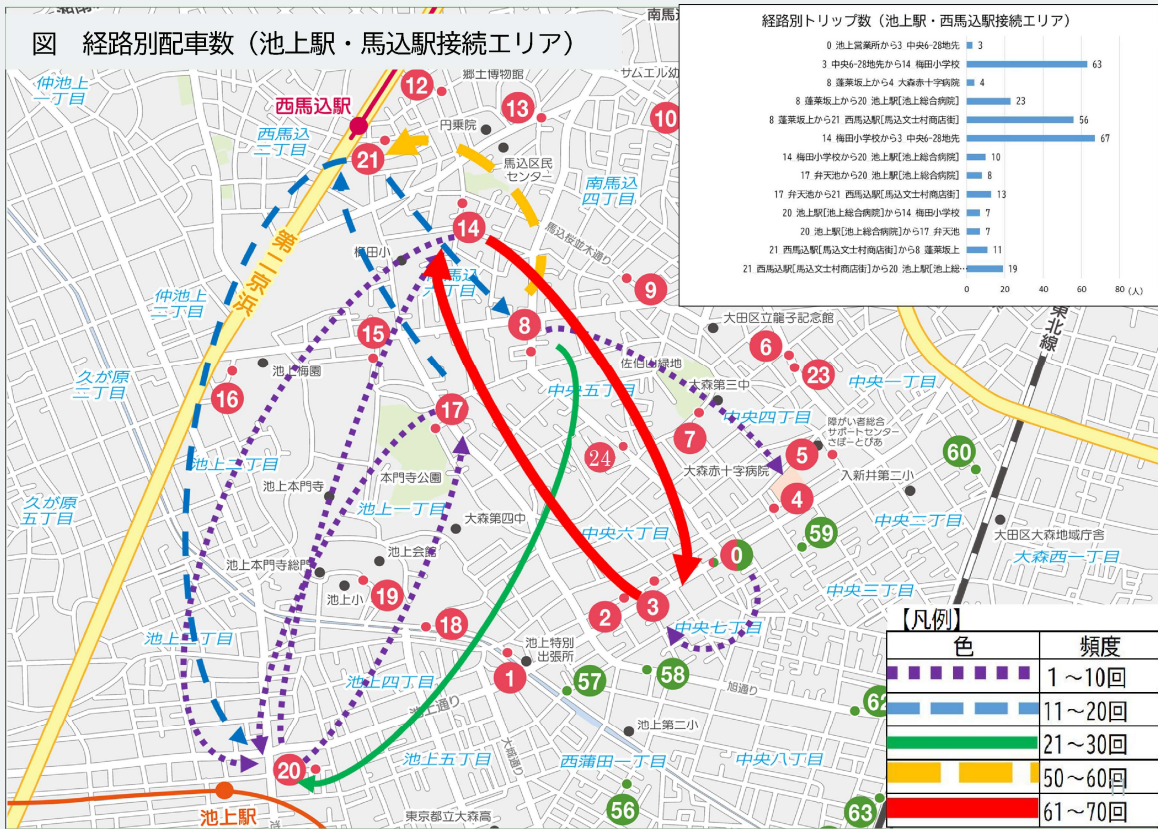 図 経路別配車数（池上駅・馬込駅接続エリア）
経路別トリップ数（池上駅・西馬込駅接続エリア）
0 池上営業所から3 中央6-28地先 3
3 中央6-28地先から14 梅田小学校 63
8 蓬莱坂上から4 大森赤十字病院 4
8 蓬莱坂上から20 池上駅[池上総合病院] 23
8 蓬莱坂上から21 西馬込駅[馬込文士村商店街] 56
14 梅田小学校から3 中央6-28地先 67
14 梅田小学校から20 池上駅[池上総合病院] 10
17 弁天池から20 池上駅[池上総合病院] 8
17 弁天池から21 西馬込駅[馬込文士村商店街] 13
20 池上駅[池上総合病院]から14 梅田小学校 7
20 池上駅[池上総合病院]から17 弁天池 7
21 西馬込駅[馬込文士村商店街]から8 蓬莱坂上 11
21 西馬込駅[馬込文士村商店街]から20 池上駅[池上総… 19
0 20 40 60 80 （人）
南馬込
仲池上
一丁目
郷土博物館
サムエル幼
12
13
10
西馬込駅
円乗院
西馬込
二丁目
21
馬込区民
センター
南馬込
四丁目
14
馬込桜並木通り
第二京浜
梅田小
六丁目
9
仲池上
二丁目
15
8
大田区立龍子記念館
東北線
6
23
佐伯山緑地
池上梅園
16
久が原
二丁目
中央五丁目
大森第三中
中央一丁目
17
中央四丁目
7
障がい者総合
サポートセンター
さぽーとぴあ
24
5
60
池上二丁目
本門寺公園
大森赤十字病院
入新井第二小
池上本門寺
4
久が原
五丁目
池上一丁目
大森第四中
中央六丁目
中央二丁目
59
大田区大森地域庁舎
大森西一丁目
池上会館
0
池上本門寺総門
池上小
19
2
3
中央三丁目
18
中央七丁目
池上特別
出張所
1
58
57
旭通り
62
池上四丁目
池上通り
池上第二小
20
池上五丁目
大城通り
西蒲田一丁目
中央八丁目
56
63
池上駅
東京都立大森高
【凡例】
色 頻度
1～10回
11～20回
21～30回
50～60回
61～70回